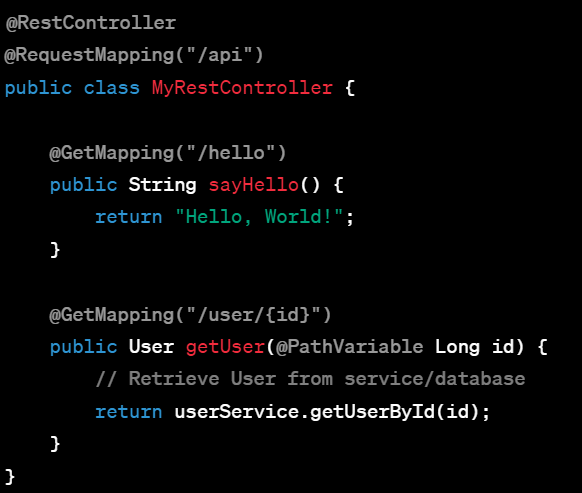 @RestController
@RequestMapping("/api")
public class MyRestController {
@GetMapping("/hello")
public String sayHello() {
return "Hello, World!";
}
@GetMapping("/user/{id}")
public User getUser(@PathVariable Long id) {
// Retrieve User from service/database
return userService.getUserById(id);
}
}